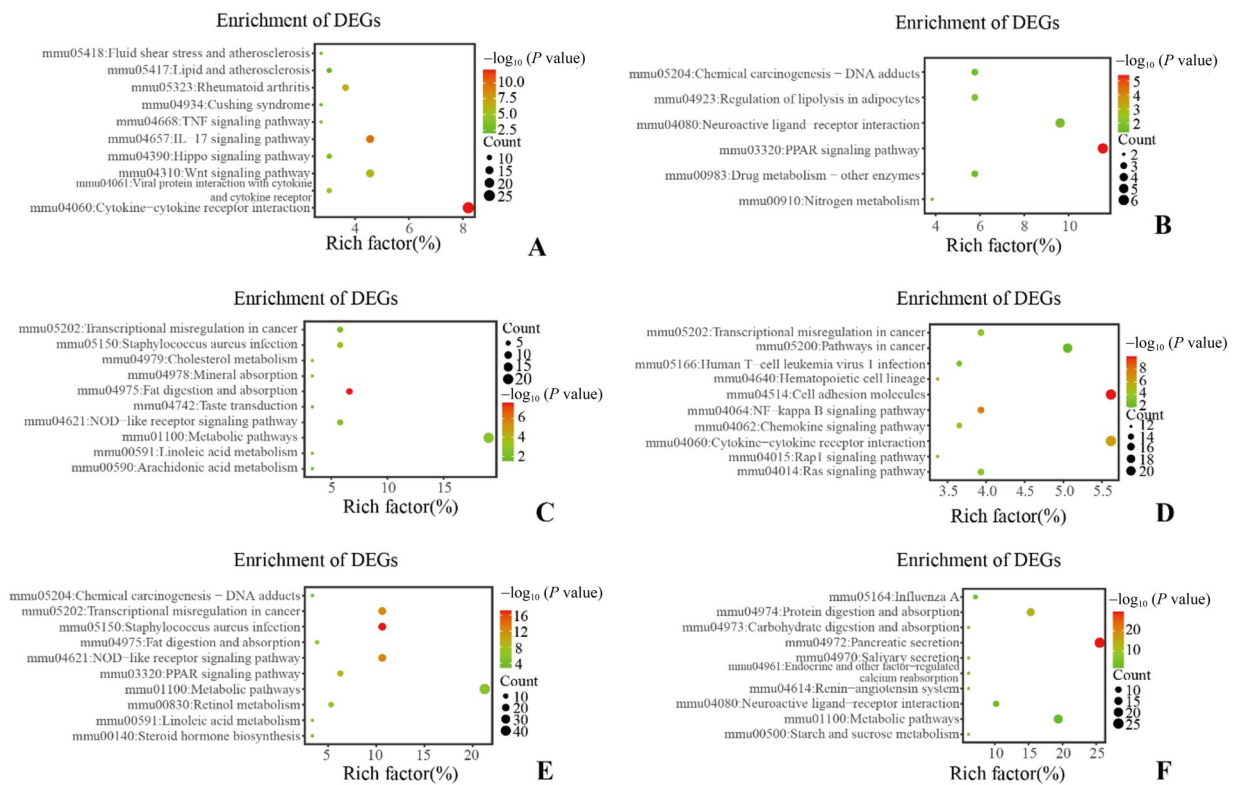 Enrichment of DEGs
mmu05418:Fluid shear stress and atherosclerosis
mmu05417:Lipid and atherosclerosis
mmu05323:Rheumatoid arthritis
mmu04934:Cushing syndrome
mmu04668:TNF signaling pathway
mmu04657:IL−17 signaling pathway
mmu04390:Hippo signaling pathway
mmu04310:Wnt signaling pathway
mmu04061:Viral protein interaction with cytokine
and cytokine receptor
mmu04060:Cytokine−cytokine receptor interaction
4 6 8
Rich factor(%)
−log10 (P value)
10.0
7.5
5.0
2.5
Count
10
15
20
25
A
Enrichment of DEGs
mmu05204:Chemical carcinogenesis − DNA adducts
mmu04923:Regulation of lipolysis in adipocytes
mmu04080:Neuroactive ligand−receptor interaction
mmu03320:PPAR signaling pathway
mmu00983:Drug metabolism − other enzymes
mmu00910:Nitrogen metabolism
4 6 8 10
Rich factor(%)
−log10 (P value)
5
4
3
2
Count
2
3
4
5
6
B
Enrichment of DEGs
mmu05202:Transcriptional misregulation in cancer
mmu05150:Staphylococcus aureus infection
mmu04979:Cholesterol metabolism
mmu04978:Mineral absorption
mmu04975:Fat digestion and absorption
mmu04742:Taste transduction
mmu04621:NOD−like receptor signaling pathway
mmu01100:Metabolic pathways
mmu00591:Linoleic acid metabolism
mmu00590:Arachidonic acid metabolism
5 10 15
Rich factor(%)
Count
5
10
15
20
−log10 (P value)
6
4
2
C
Enrichment of DEGs
mmu05202:Transcriptional misregulation in cancer
mmu05200:Pathways in cancer
mmu05166:Human T−cell leukemia virus 1 infection
mmu04640:Hematopoietic cell lineage
mmu04514:Cell adhesion molecules
mmu04064:NF−kappa B signaling pathway
mmu04062:Chemokine signaling pathway
mmu04060:Cytokine−cytokine receptor interaction
mmu04015:Rap1 signaling pathway
mmu04014:Ras signaling pathway
3.5 4.0 4.5 5.0 5.5
Rich factor(%)
−log10 (P value)
8
6
4
2
Count
12
14
16
18
20
D
Enrichment of DEGs
mmu05204:Chemical carcinogenesis − DNA adducts
mmu05202:Transcriptional misregulation in cancer
mmu05150:Staphylococcus aureus infection
mmu04975:Fat digestion and absorption
mmu04621:NOD−like receptor signaling pathway
mmu03320:PPAR signaling pathway
mmu01100:Metabolic pathways
mmu00830:Retinol metabolism
mmu00591:Linoleic acid metabolism
mmu00140:Steroid hormone biosynthesis
5 10 15 20
Rich factor(%)
−log10 (P value)
16
12
8
4
Count
10
20
30
40
E
Enrichment of DEGs
mmu05164:Influenza A
mmu04974:Protein digestion and absorption
mmu04973:Carbohydrate digestion and absorption
mmu04972:Pancreatic secretion
mmu04970:Salivary secretion
mmu04961:Endocrine and other factor−regulated
calcium reabsorption
mmu04614:Renin−angiotensin system
mmu04080:Neuroactive ligand−receptor interaction
mmu01100:Metabolic pathways
mmu00500:Starch and sucrose metabolism
10 15 20 25
Rich factor(%)
−log10 (P value)
20
10
Count
10
15
20
25
F